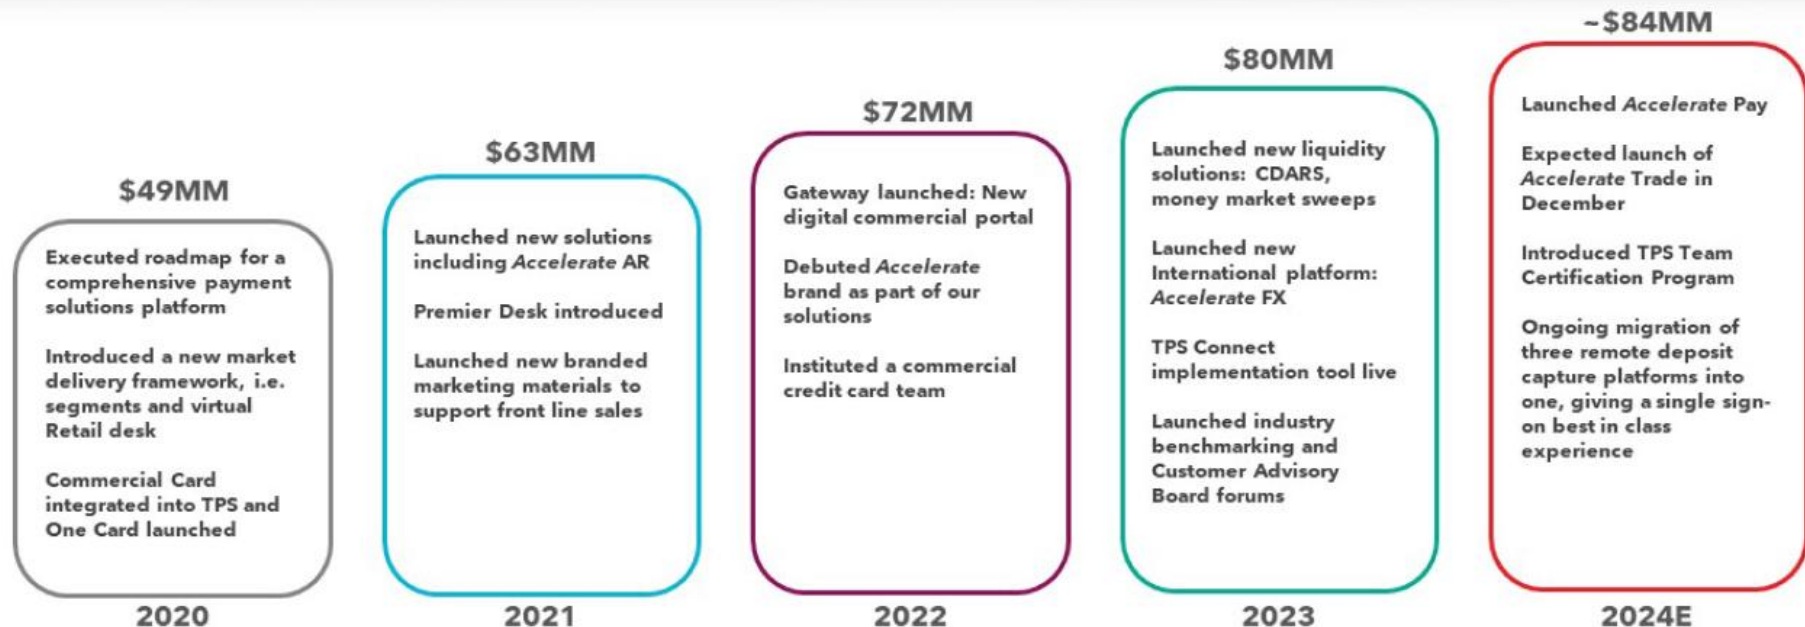 $49MM
Executed roadmap for a
comprehensive payment
solutions platform
Introduced a new market
delivery framework, i.e.
segments and virtual
Retail desk
Commercial Card
integrated into TPS and
One Card launched
2020
$63MM
Launched new solutions
including Accelerate AR
Premier Desk introduced
Launched new branded
marketing materials to
support front line sales
2021
$72MM
Gateway launched: New
digital commercial portal
Debuted Accelerate
brand as part of our
solutions
Instituted a commercial
credit card team
2022
$80MM
Launched new liquidity
solutions: CDARS,
money market sweeps
Launched new
International platform:
Accelerate FX
TPS Connect
implementation tool live
Launched industry
benchmarking and
Customer Advisory
Board forums
2023
~$84MM
Launched Accelerate Pay
Expected launch of
Accelerate Trade in
December
Introduced TPS Team
Certification Program
Ongoing migration of
three remote deposit
capture platforms into
one, giving a single sign-
on best in class
experience
2024E